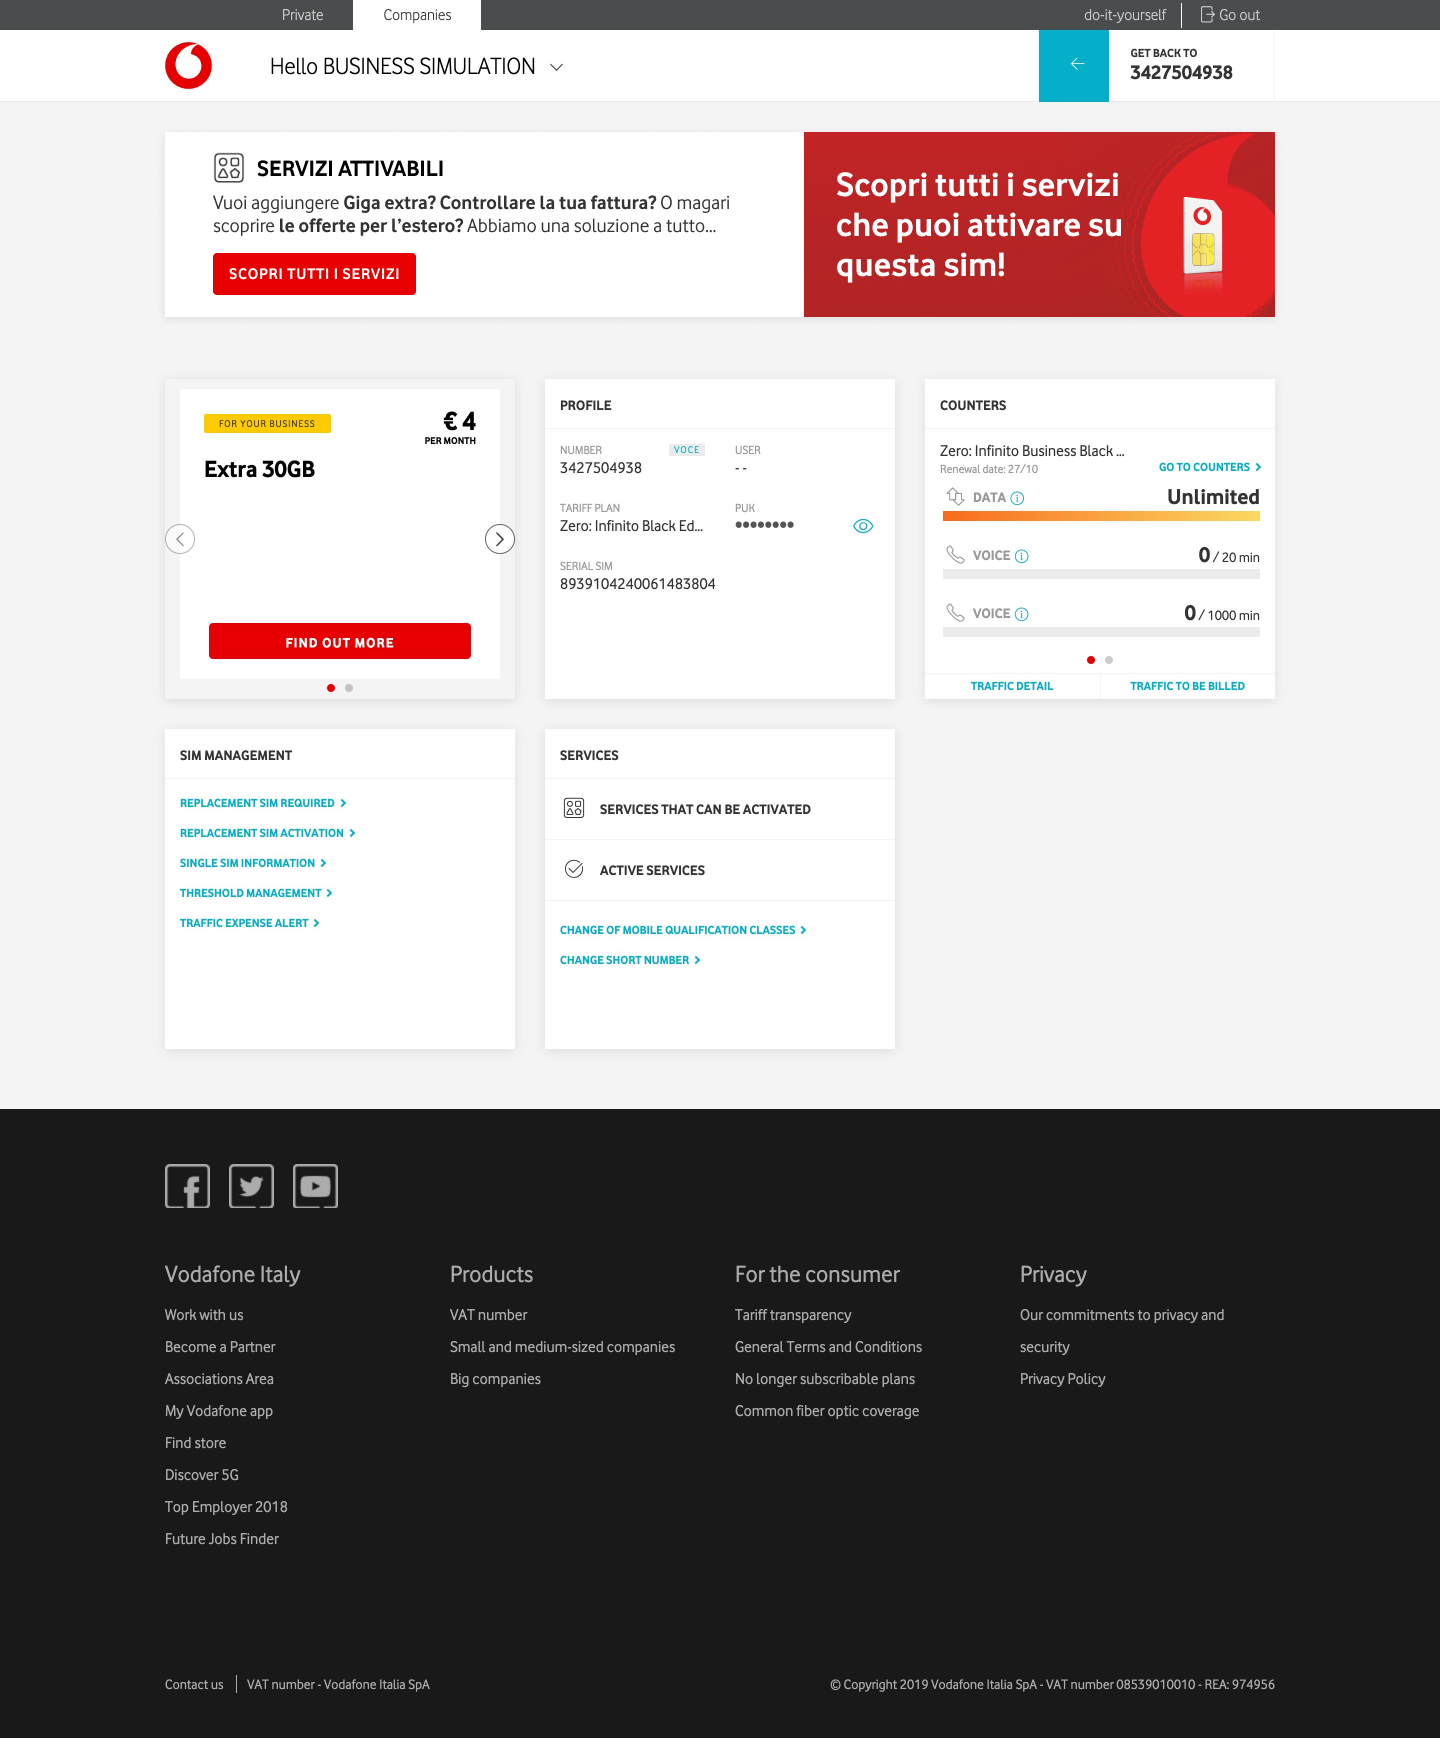 Private
Companies
do-it-yourself
Go out
Hello BUSINESS SIMULATION
GET BACK TO
3427504938
SERVIZI ATTIVABILI
Vuoi aggiungere Giga extra? Controllare la tua fattura? O magari
scoprire le offerte per l'estero? Abbiamo una soluzione a tutto...
SCOPRI TUTTI I SERVIZI
Scopri tutti i servizi
che puoi attivare su
questa sim!
FOR YOUR BUSINESS
€ 4
PER MONTH
Extra 30GB
FIND OUT MORE
PROFILE
NUMBER
VOCE
3427504938
USER
--
TARIFF PLAN
Zero: Infinito Black Ed...
PUK
••••••••
SERIAL SIM
8939104240061483804
COUNTERS
Zero: Infinito Business Black ...
Renewal date: 27/10
GO TO COUNTERS
DATA
Unlimited
VOICE
0 / 20 min
VOICE
0 / 1000 min
TRAFFIC DETAIL
TRAFFIC TO BE BILLED
SIM MANAGEMENT
REPLACEMENT SIM REQUIRED
REPLACEMENT SIM ACTIVATION
SINGLE SIM INFORMATION
THRESHOLD MANAGEMENT
TRAFFIC EXPENSE ALERT
SERVICES
SERVICES THAT CAN BE ACTIVATED
ACTIVE SERVICES
CHANGE OF MOBILE QUALIFICATION CLASSES
CHANGE SHORT NUMBER
Vodafone Italy
Work with us
Become a Partner
Associations Area
My Vodafone app
Find store
Discover 5G
Top Employer 2018
Future Jobs Finder
Products
VAT number
Small and medium-sized companies
Big companies
For the consumer
Tariff transparency
General Terms and Conditions
No longer subscribable plans
Common fiber optic coverage
Privacy
Our commitments to privacy and
security
Privacy Policy
Contact us
VAT number - Vodafone Italia SpA
© Copyright 2019 Vodafone Italia SpA - VAT number 08539010010 - REA: 974956